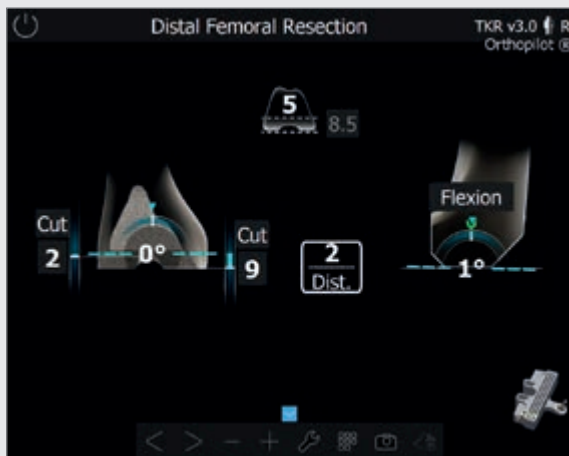 Distal Femoral Resection
TKR v3.0 R
Orthopilot ®
5
8.5
Flexion
Cut
2
0°
Cut
9
2
Dist.
1°